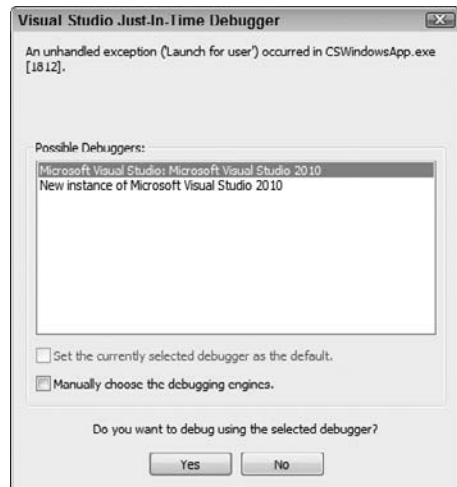 Visual Studio Just-In-Time Debugger
An unhandled exception ('Launch for user') occurred in CSWindowsApp.exe
[1812].
Possible Debuggers:
Microsoft Visual Studio: Microsoft Visual Studio 2010
New instance of Microsoft Visual Studio 2010
Set the currently selected debugger as the default.
Manually choose the debugging engines.
Do you want to debug using the selected debugger?
Yes No